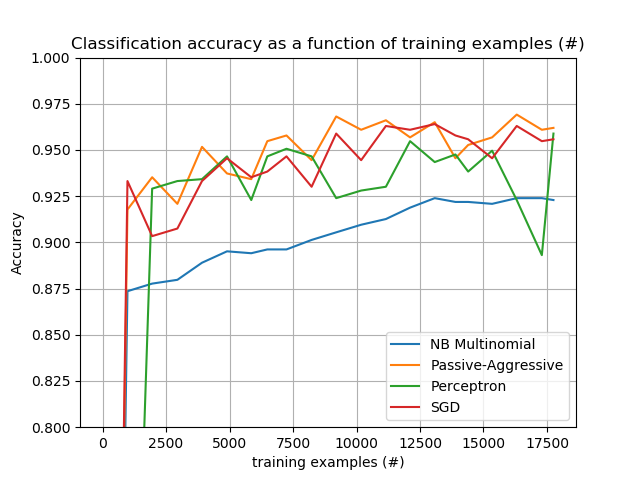 Classification accuracy as a function of training examples (#)
1.000
0.975
0.950
0.925
0.900
0.875
0.850
0.825
0.800
Accuracy
NB Multinomial
Passive-Aggressive
Perceptron
SGD
0 2500 5000 7500 10000 12500 15000 17500
training examples (#)